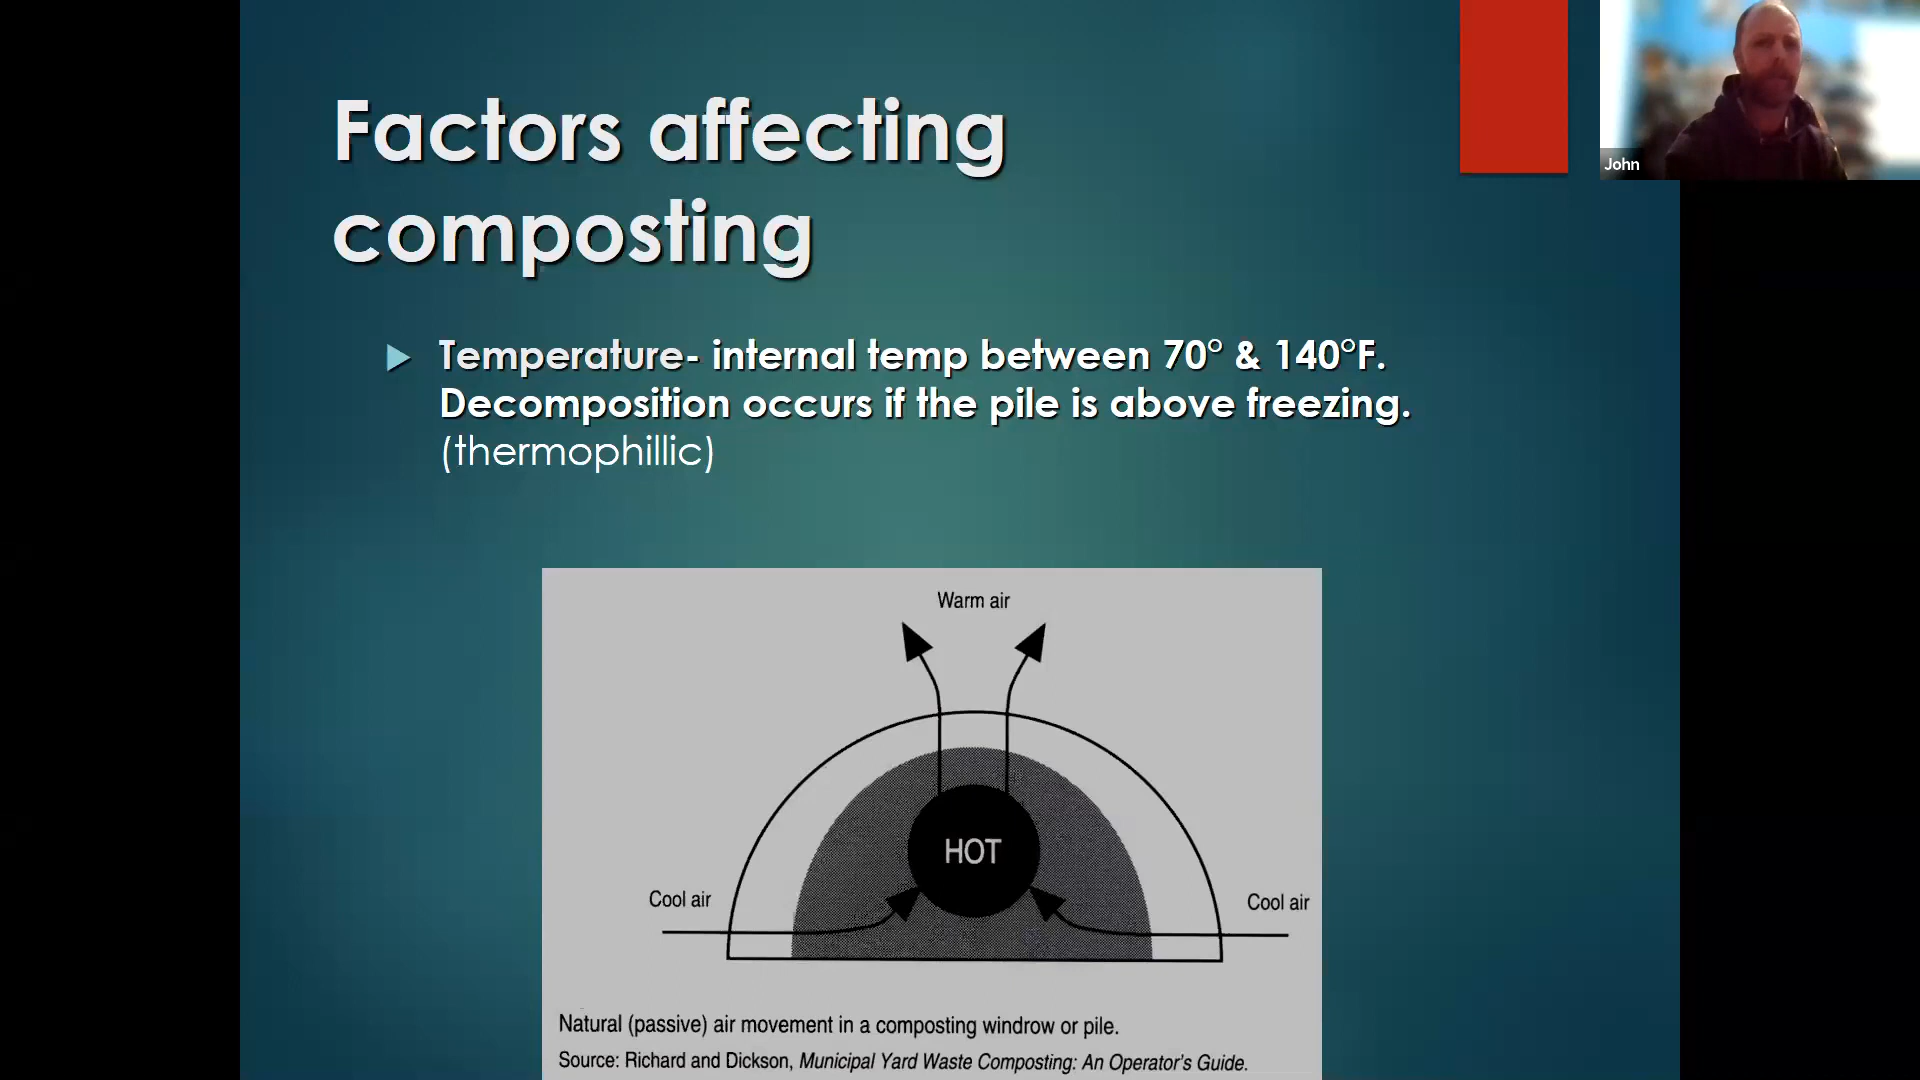 Factors affecting
composting
John
Temperature- internal temp between 70° & 140°F.
Decomposition occurs if the pile is above freezing.
(thermophillic)
Warm air
HOT
Cool air
Cool air
Natural (passive) air movement in a composting windrow or pile.
Source: Richard and Dickson, Municipal Yard Waste Composting: An Operator's Guide.